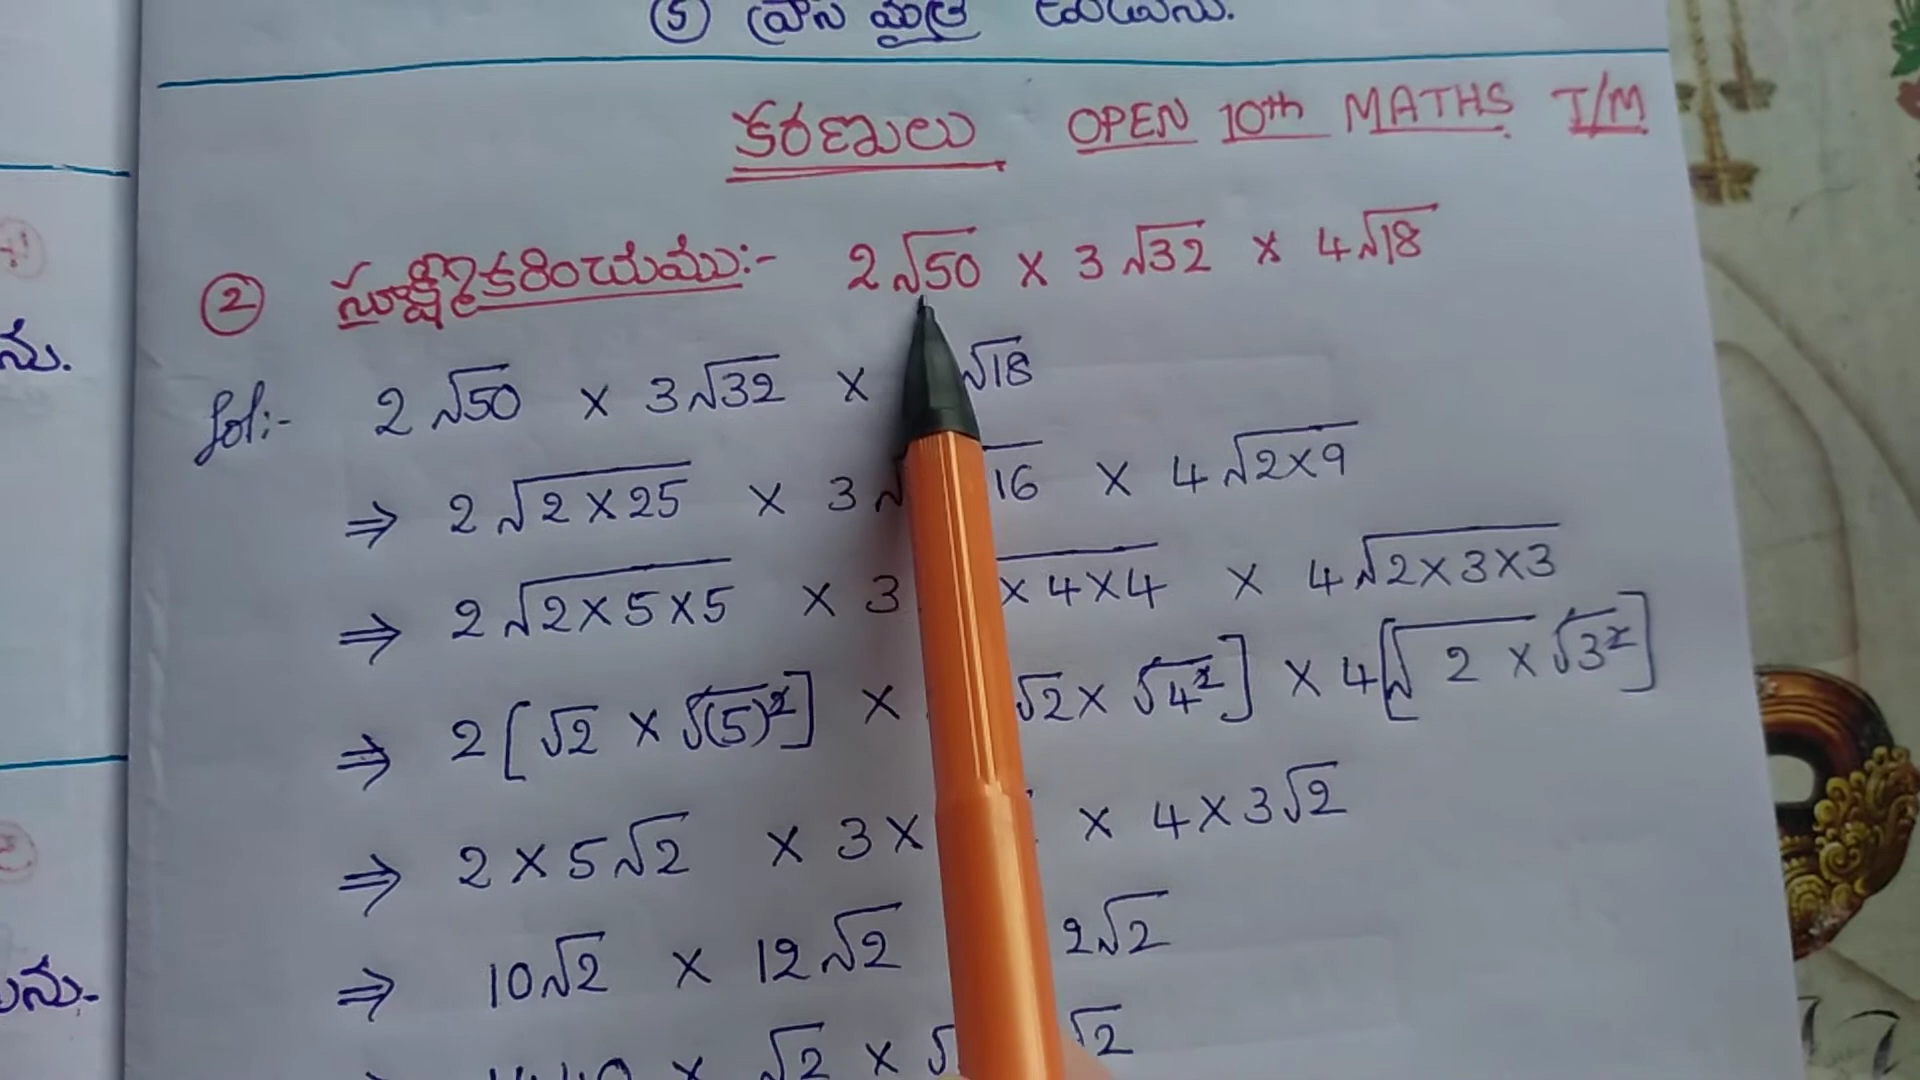 ⑤ ప్రాస మైత్రి
కరణులు OPEN 10th MATHS T/M
② సూక్ష్మీకరించుము:- 2√50 × 3√32 × 4√18
Sol:- 2√50 × 3√32 × √18
ను.
⇒ 2√2×25 × 3√ 16 × 4√2×9
⇒ 2√2×5×5 × 3 ×4×4 × 4√2×3×3
⇒ 2[√2 × √(5)²] × √2 × √4²] × 4[√2 × √3²]
⇒ 2×5√2 × 3× × 4×3√2
⇒ 10√2 × 12√2 2√2
ను.
× √2 × √ √2